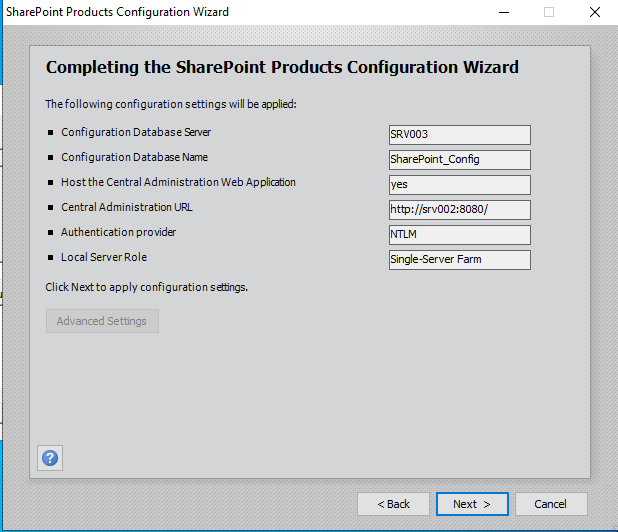 SharePoint Products Configuration Wizard
Completing the SharePoint Products Configuration Wizard
The following configuration settings will be applied:
Configuration Database Server SRV003
Configuration Database Name SharePoint_Config
Host the Central Administration Web Application yes
Central Administration URL http://srv002:8080/
Authentication provider NTLM
Local Server Role Single-Server Farm
Click Next to apply configuration settings.
Advanced Settings
?
< Back Next > Cancel